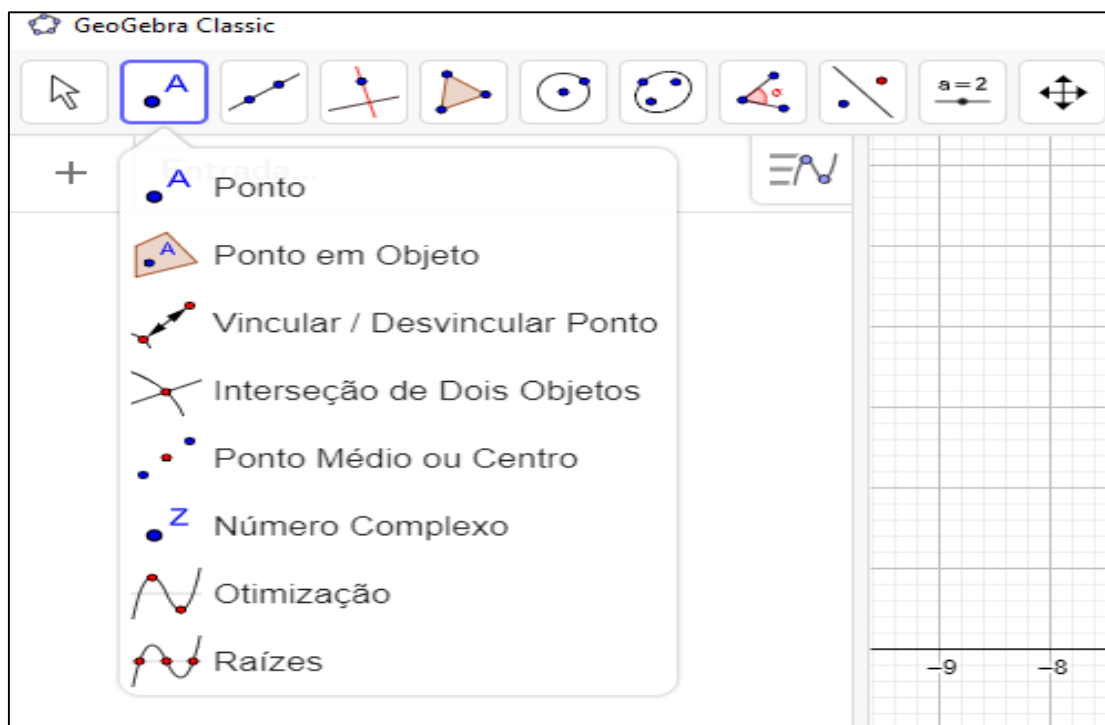 GeoGebra Classic
A
α
a=2
Entrada...
A Ponto
A Ponto em Objeto
Vincular / Desvincular Ponto
Interseção de Dois Objetos
Ponto Médio ou Centro
Z Número Complexo
Otimização
Raízes
−9 −8